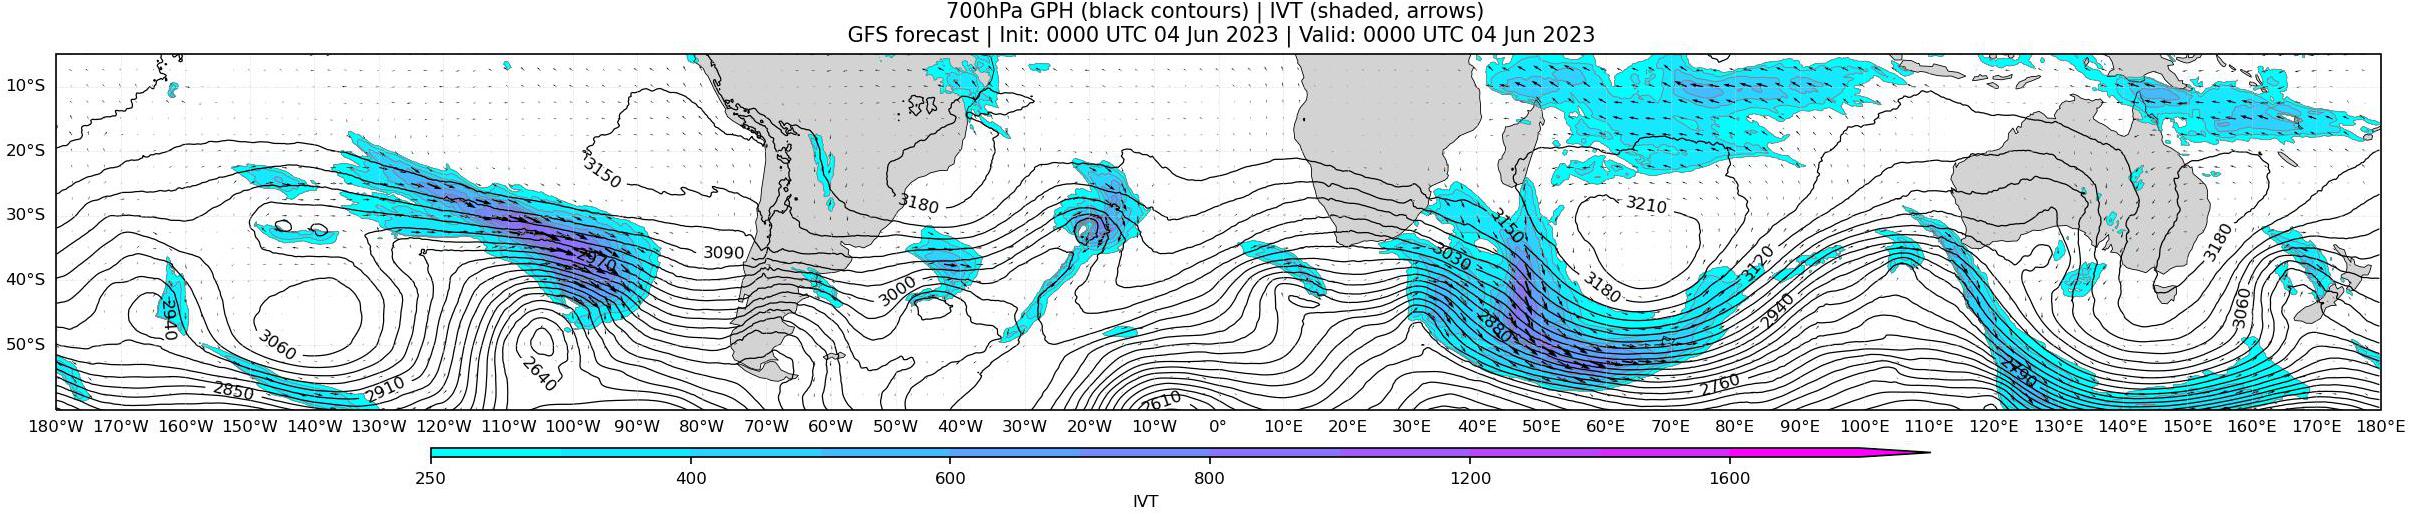 700hPa GPH (black contours) | IVT (shaded, arrows)
GFS forecast | Init: 0000 UTC 04 Jun 2023 | Valid: 0000 UTC 04 Jun 2023
10°S
20°S
30°S
40°S
50°S
3150
3180
3210
3150
3090
2970
3030
3120
3180
3180
3000
2940
2940
3060
3060
2880
2640
2790
2850
2910
2760
2610
180°W 170°W 160°W 150°W 140°W 130°W 120°W 110°W 100°W 90°W 80°W 70°W 60°W 50°W 40°W 30°W 20°W 10°W 0° 10°E 20°E 30°E 40°E 50°E 60°E 70°E 80°E 90°E 100°E 110°E 120°E 130°E 140°E 150°E 160°E 170°E 180°E
250 400 600 800 1200 1600
IVT